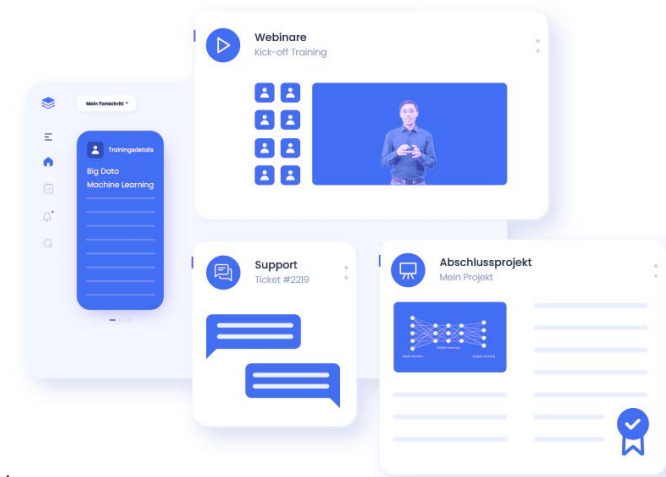 Webinare
Kick-off Training
Mein Fortschritt
Trainingsdetails
Big Data
Machine Learning
Support
Ticket #2219
Abschlussprojekt
Mein Projekt